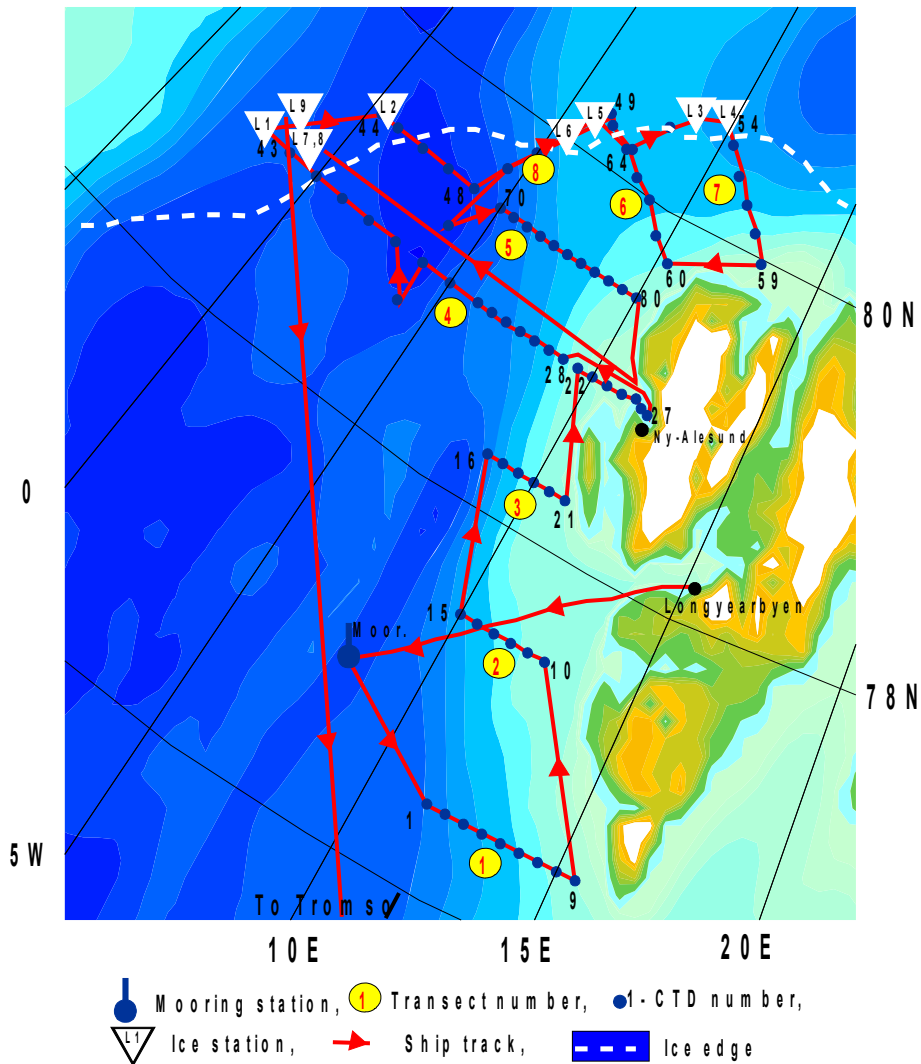 L9
L2
L5
49
L3
L4
L1
44
L6
54
43
L7,8
64
8
7
48
70
6
5
60
59
80
80N
4
28
22
27
Ny-Alesund
16
0
3
21
15
Longyearbyen
Moor.
2
10
78N
1
1
5W
9
To Tromso/
10E
15E
20E
Mooring station,
1
Transect number,
1-CTD number,
L1
Ice station,
Ship track,
Ice edge